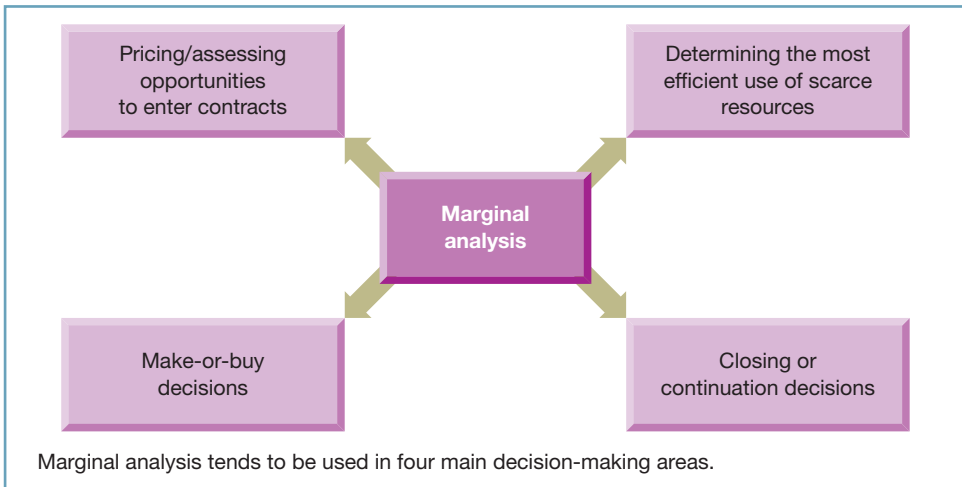 Pricing/assessing
opportunities
to enter contracts
Determining the most
efficient use of scarce
resources
Marginal
analysis
Make-or-buy
decisions
Closing or
continuation decisions
Marginal analysis tends to be used in four main decision-making areas.